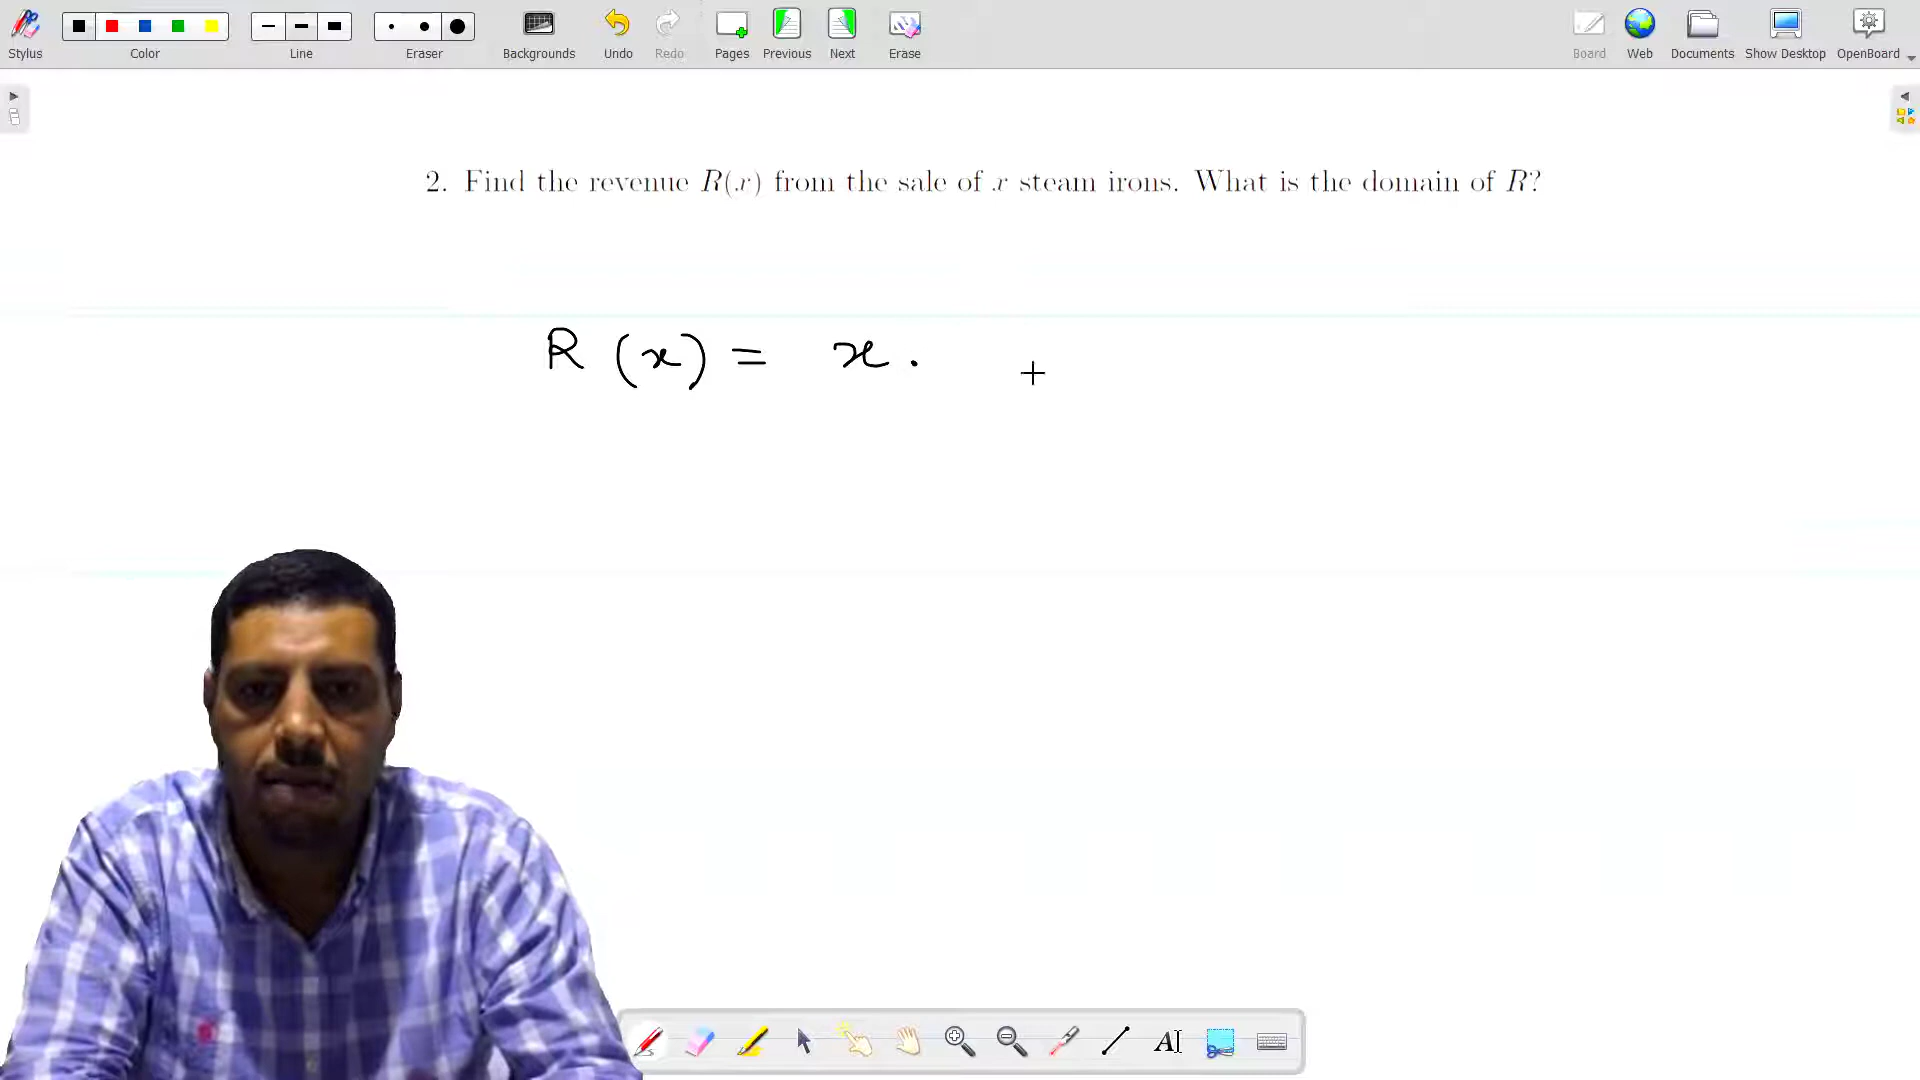 Stylus Color Line Eraser Backgrounds Undo Redo Pages Previous Next Erase Board Web Documents Show Desktop OpenBoard
2. Find the revenue R(x) from the sale of x steam irons. What is the domain of R?
R (x) = x .
A